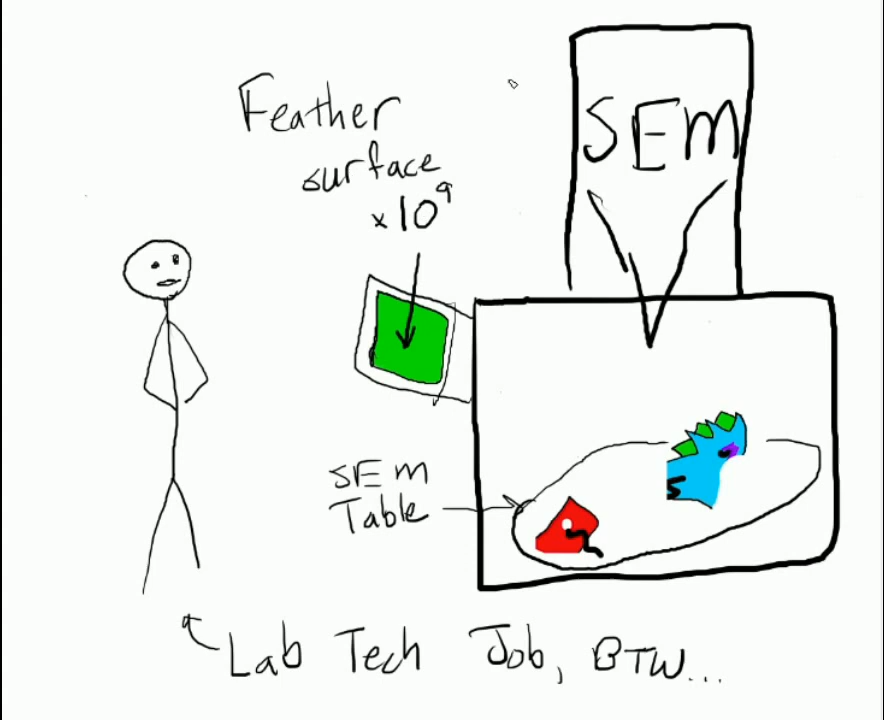 Feather
surface
x10⁹
SEM
SEM
Table
Lab Tech Job, BTW...